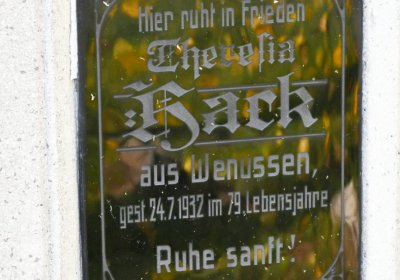 Hier ruht in Frieden
Theresia
Hack
aus Wenussen,
gest. 24.7.1932 im 79. Lebensjahre
Ruhe sanft!